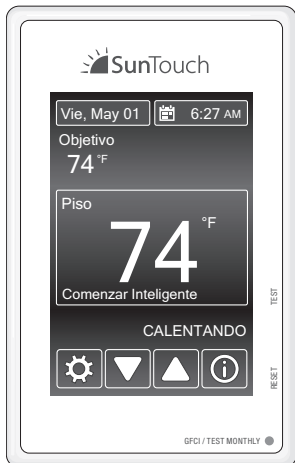 SunTouch
Vie, May 01 6:27 AM
Objetivo
74 °F
Piso
74 °F
Comenzar Inteligente
CALENTANDO
TEST
RESET
GFCI / TEST MONTHLY